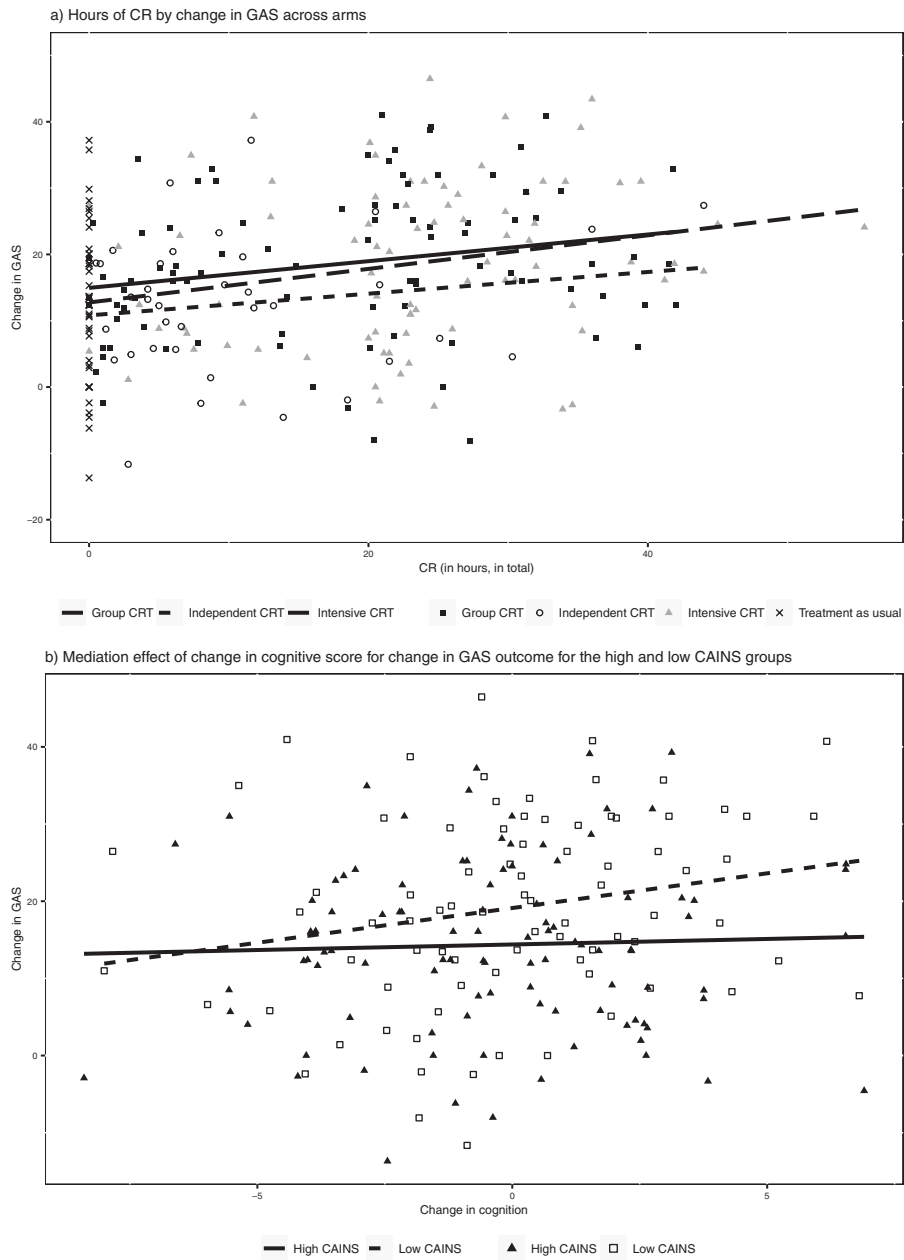 a) Hours of CR by change in GAS across arms
40
20
0
−20
Change in GAS
0 20 40
CR (in hours, in total)
Group CRT Independent CRT Intensive CRT Group CRT Independent CRT Intensive CRT Treatment as usual
b) Mediation effect of change in cognitive score for change in GAS outcome for the high and low CAINS groups
40
20
0
Change in GAS
−5 0 5
Change in cognition
High CAINS Low CAINS High CAINS Low CAINS